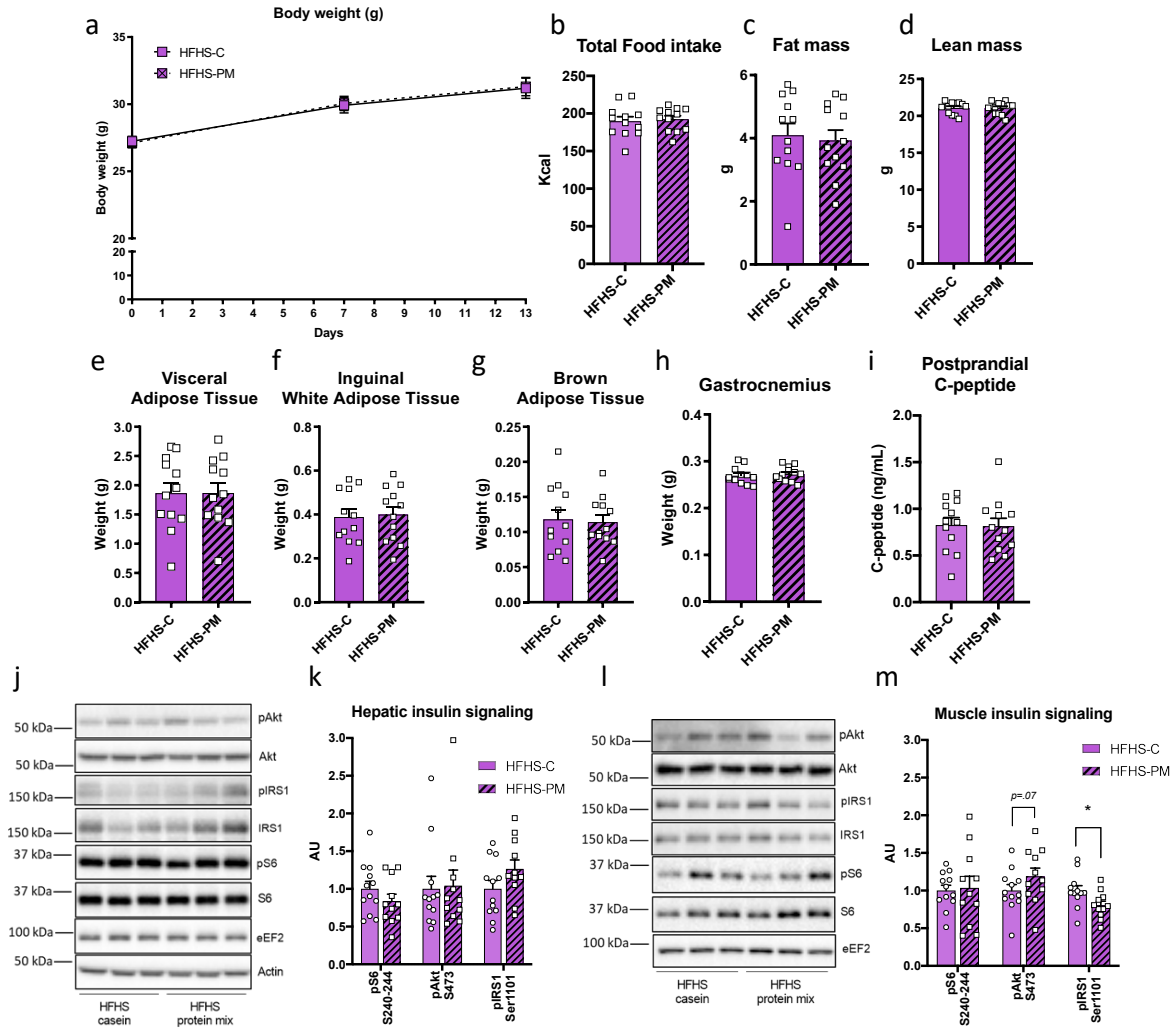 a
Body weight (g)
HFHS-C
HFHS-PM
Body weight (g)
35
30
25
20
20
10
0
0 1 2 3 4 5 6 7 8 9 10 11 12 13
Days
b
Total Food intake
Kcal
250
200
150
100
50
0
HFHS-C
HFHS-PM
c
Fat mass
g
6
4
2
0
HFHS-C
HFHS-PM
d
Lean mass
g
25
20
15
10
5
0
HFHS-C
HFHS-PM
e
Visceral
Adipose Tissue
Weight (g)
3.0
2.5
2.0
1.5
1.0
0.5
0.0
HFHS-C
HFHS-PM
f
Inguinal
White Adipose Tissue
Weight (g)
0.8
0.6
0.4
0.2
0.0
HFHS-C
HFHS-PM
g
Brown
Adipose Tissue
Weight (g)
0.25
0.20
0.15
0.10
0.05
0.00
HFHS-C
HFHS-PM
h
Gastrocnemius
Weight (g)
0.4
0.3
0.2
0.1
0.0
HFHS-C
HFHS-PM
i
Postprandial
C-peptide
C-peptide (ng/mL)
2.0
1.5
1.0
0.5
0.0
HFHS-C
HFHS-PM
j
50 kDa
pAkt
50 kDa
Akt
150 kDa
pIRS1
150 kDa
IRS1
37 kDa
pS6
37 kDa
S6
100 kDa
eEF2
50 kDa
Actin
HFHS
casein
HFHS
protein mix
k
Hepatic insulin signaling
HFHS-C
HFHS-PM
AU
3.0
2.5
2.0
1.5
1.0
0.5
0.0
pS6
S240-244
pAkt
S473
pIRS1
Ser1101
l
50 kDa
pAkt
50 kDa
Akt
150 kDa
pIRS1
150 kDa
IRS1
37 kDa
pS6
37 kDa
S6
100 kDa
eEF2
HFHS
casein
HFHS
protein mix
m
Muscle insulin signaling
HFHS-C
HFHS-PM
p=.07
*
AU
3.0
2.5
2.0
1.5
1.0
0.5
0.0
pS6
S240-244
pAkt
S473
pIRS1
Ser1101